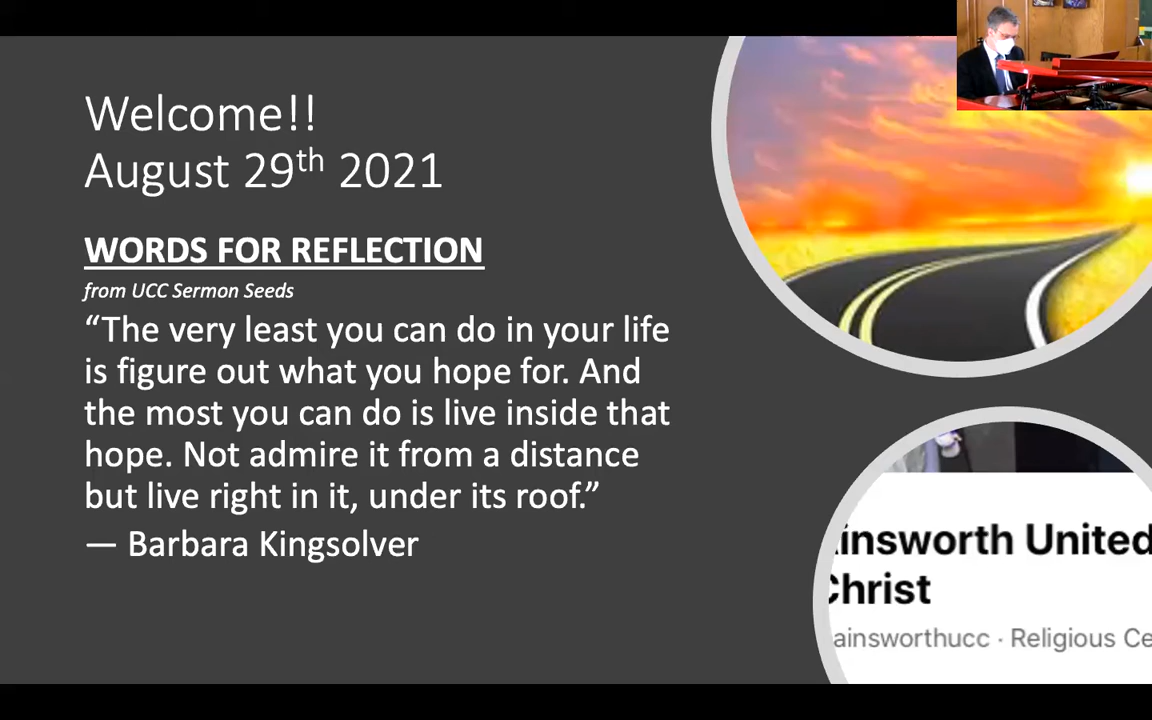 Welcome!!
August 29th 2021
WORDS FOR REFLECTION
from UCC Sermon Seeds
“The very least you can do in your life
is figure out what you hope for. And
the most you can do is live inside that
hope. Not admire it from a distance
but live right in it, under its roof.”
— Barbara Kingsolver
insworth United
Christ
ainsworthucc · Religious Ce